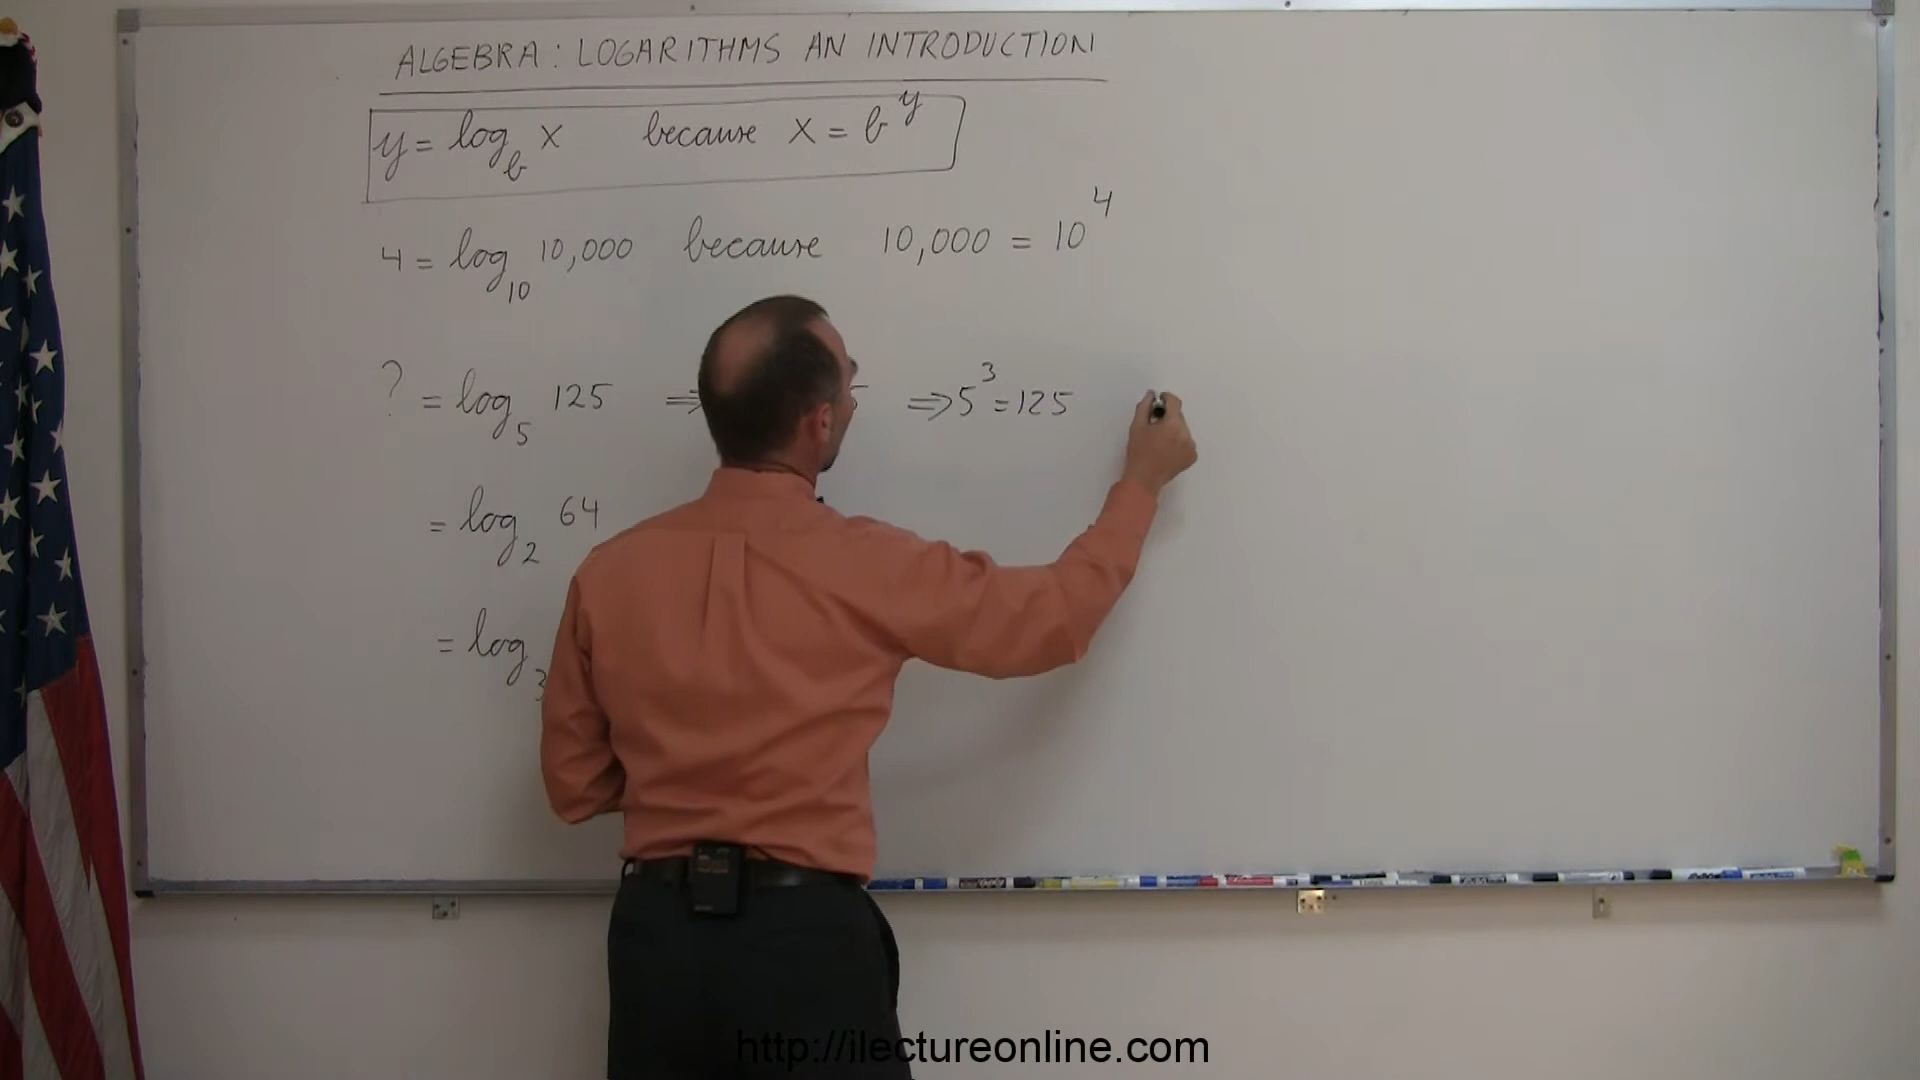 ALGEBRA: LOGARITHMS AN INTRODUCTION
y = log_b x because x = b^y
4 = log_10 10,000 because 10,000 = 10^4
? = log_5 125 ⇒ 5 ⇒ 5^3 = 125
= log_2 64
= log_3
http://ilectureonline.com